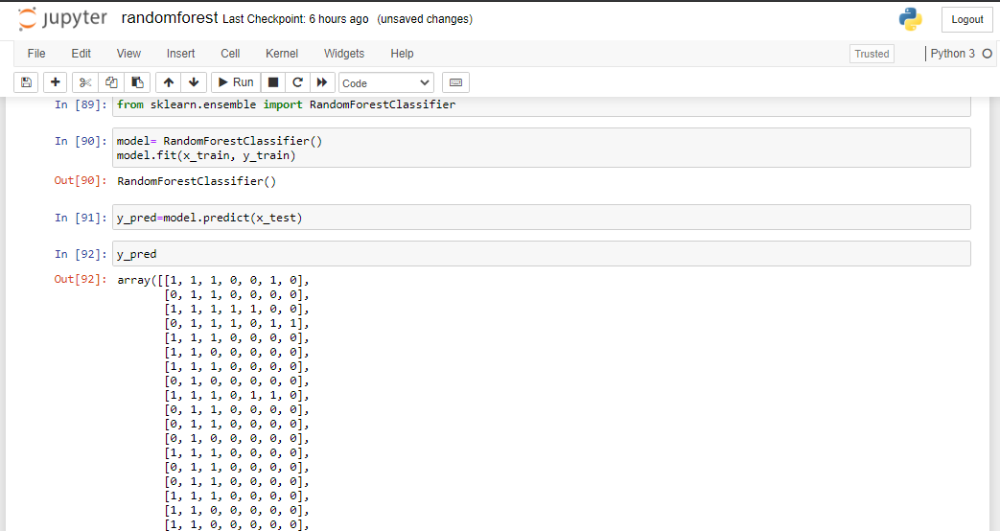 jupyter randomforest Last Checkpoint: 6 hours ago (unsaved changes) Logout
File Edit View Insert Cell Kernel Widgets Help Trusted Python 3
Run Code
In [89]: from sklearn.ensemble import RandomForestClassifier
In [90]: model= RandomForestClassifier()
model.fit(x_train, y_train)
Out[90]: RandomForestClassifier()
In [91]: y_pred=model.predict(x_test)
In [92]: y_pred
Out[92]: array([[1, 1, 1, 0, 0, 1, 0],
[0, 1, 1, 0, 0, 0, 0],
[1, 1, 1, 1, 1, 0, 0],
[0, 1, 1, 1, 0, 1, 1],
[1, 1, 1, 0, 0, 0, 0],
[1, 1, 0, 0, 0, 0, 0],
[1, 1, 1, 0, 0, 0, 0],
[0, 1, 0, 0, 0, 0, 0],
[1, 1, 1, 0, 1, 1, 0],
[0, 1, 1, 0, 0, 0, 0],
[0, 1, 1, 0, 0, 0, 0],
[0, 1, 0, 0, 0, 0, 0],
[1, 1, 1, 0, 0, 0, 0],
[0, 1, 1, 0, 0, 0, 0],
[0, 1, 1, 0, 0, 0, 0],
[1, 1, 1, 0, 0, 0, 0],
[1, 1, 0, 0, 0, 0, 0],
[1, 1, 0, 0, 0, 0, 0],